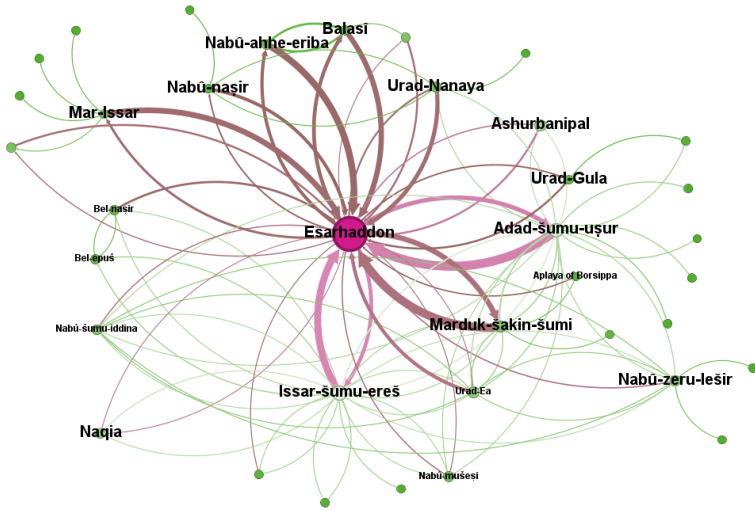 Balasî
Nabû-ahhe-eriba
Nabû-naṣir
Urad-Nanaya
Mar-Issar
Ashurbanipal
Urad-Gula
Bel-naṣir
Esarhaddon
Adad-šumu-uṣur
Bel-epuš
Aplaya of Borsippa
Nabû-šumu-iddina
Marduk-šakin-šumi
Nabû-zeru-lešir
Issar-šumu-ereš
Urad-Ea
Naqia
Nabû-mušeṣi